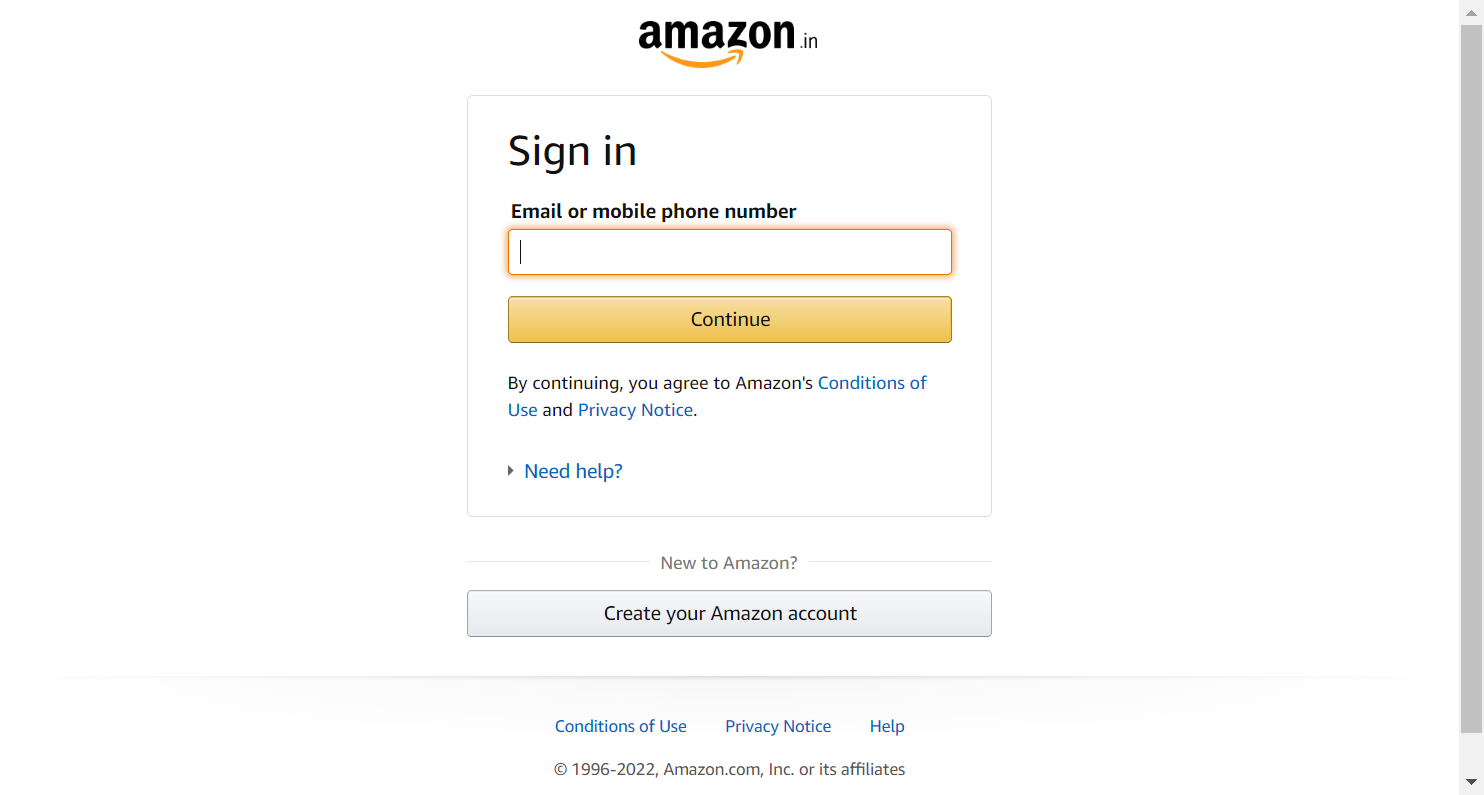 amazon.in
Sign in
Email or mobile phone number
Continue
By continuing, you agree to Amazon's Conditions of
Use and Privacy Notice.
Need help?
New to Amazon?
Create your Amazon account
Conditions of Use Privacy Notice Help
© 1996-2022, Amazon.com, Inc. or its affiliates